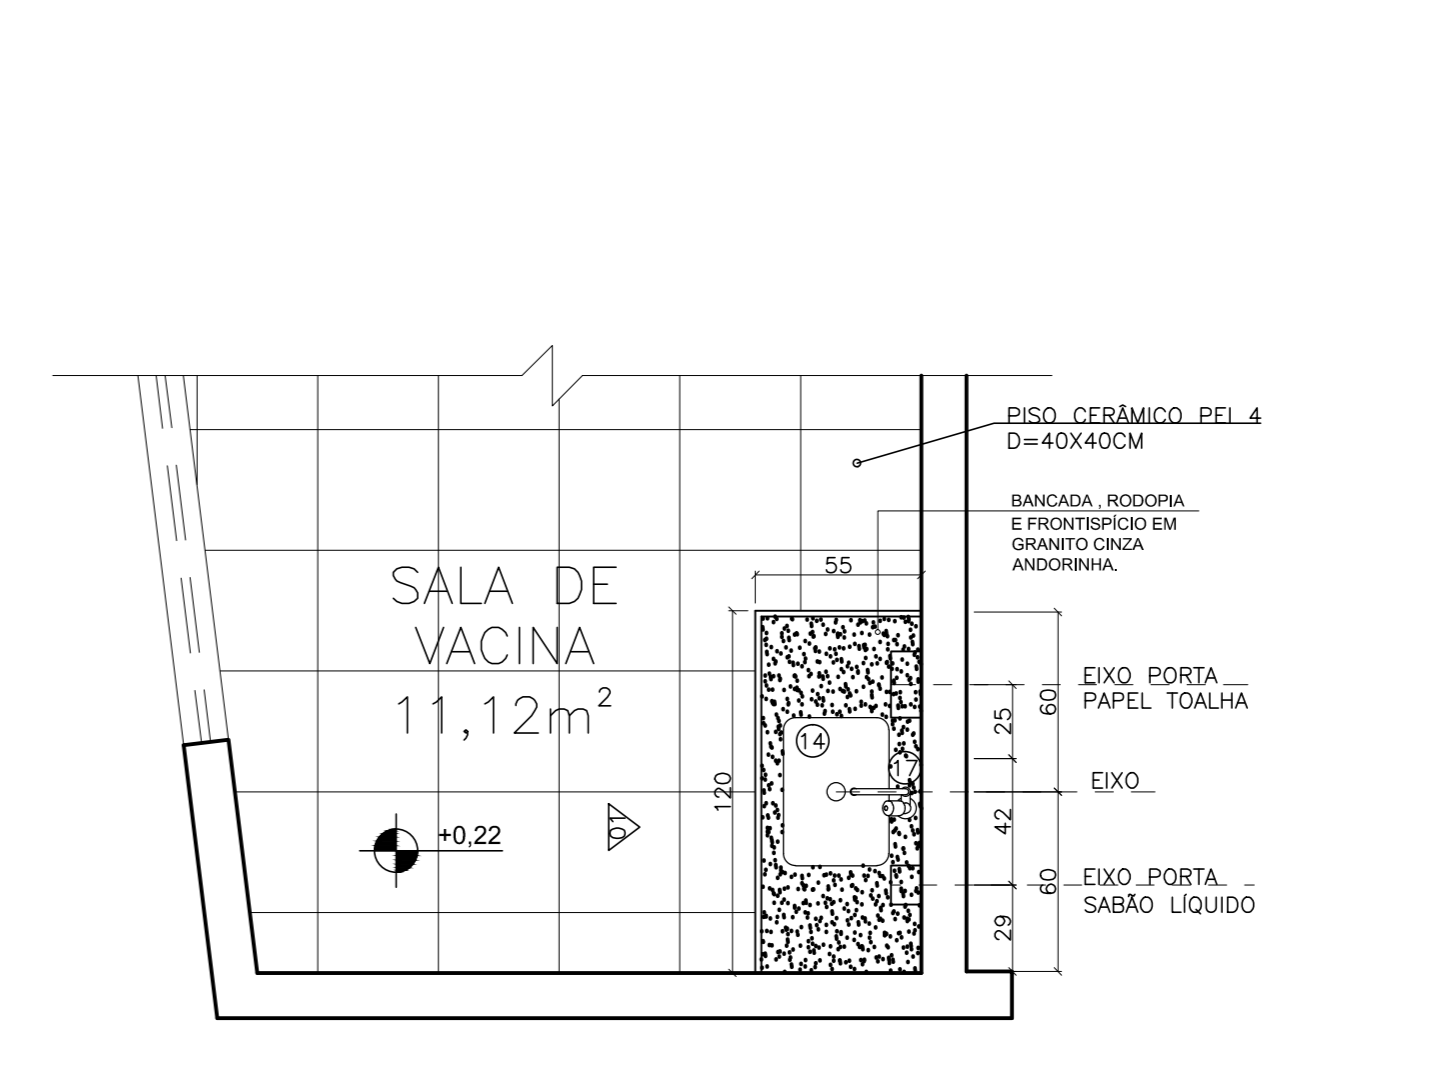 PISO CERÂMICO PEI 4
D=40X40CM
BANCADA , RODOPIA
E FRONTISPÍCIO EM
GRANITO CINZA
ANDORINHA.
55
SALA DE
VACINA
11,12m²
EIXO PORTA
PAPEL TOALHA
60
25
14
17
EIXO
120
42
+0,22
01
EIXO PORTA
SABÃO LÍQUIDO
60
29